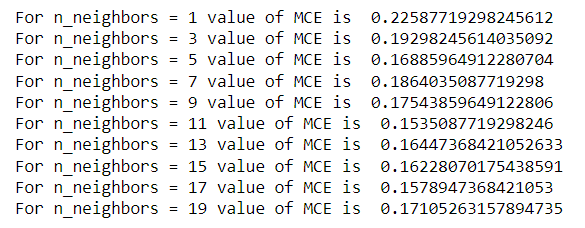 For n_neighbors = 1 value of MCE is  0.22587719298245612
For n_neighbors = 3 value of MCE is  0.19298245614035092
For n_neighbors = 5 value of MCE is  0.16885964912280704
For n_neighbors = 7 value of MCE is  0.1864035087719298
For n_neighbors = 9 value of MCE is  0.17543859649122806
For n_neighbors = 11 value of MCE is  0.1535087719298246
For n_neighbors = 13 value of MCE is  0.16447368421052633
For n_neighbors = 15 value of MCE is  0.16228070175438591
For n_neighbors = 17 value of MCE is  0.1578947368421053
For n_neighbors = 19 value of MCE is  0.17105263157894735